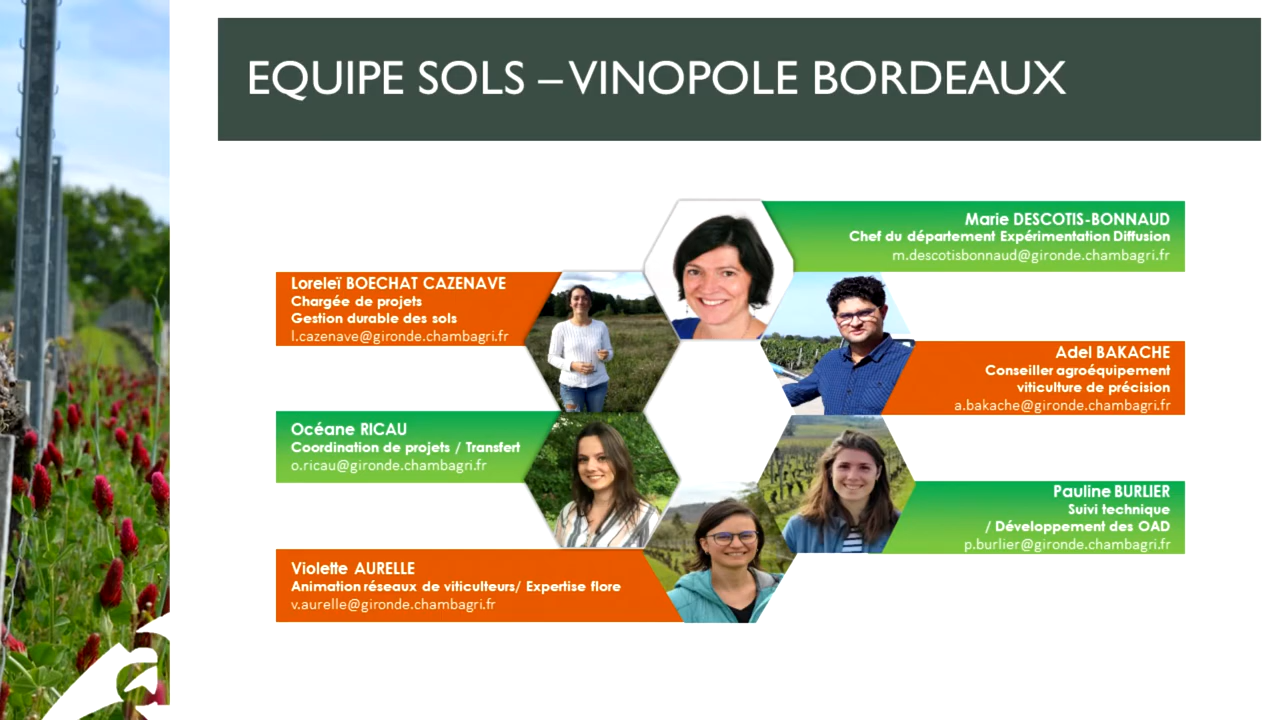 EQUIPE SOLS – VINOPOLE BORDEAUX
Marie DESCOTIS-BONNAUD
Chef du département Expérimentation Diffusion
m.descotisbonnaud@gironde.chambagri.fr
Loreleï BOECHAT CAZENAVE
Chargée de projets
Gestion durable des sols
l.cazenave@gironde.chambagri.fr
Adel BAKACHE
Conseiller agroéquipement
viticulture de précision
a.bakache@gironde.chambagri.fr
Océane RICAU
Coordination de projets / Transfert
o.ricau@gironde.chambagri.fr
Pauline BURLIER
Suivi technique
/ Développement des OAD
p.burlier@gironde.chambagri.fr
Violette AURELLE
Animation réseaux de viticulteurs/ Expertise flore
v.aurelle@gironde.chambagri.fr